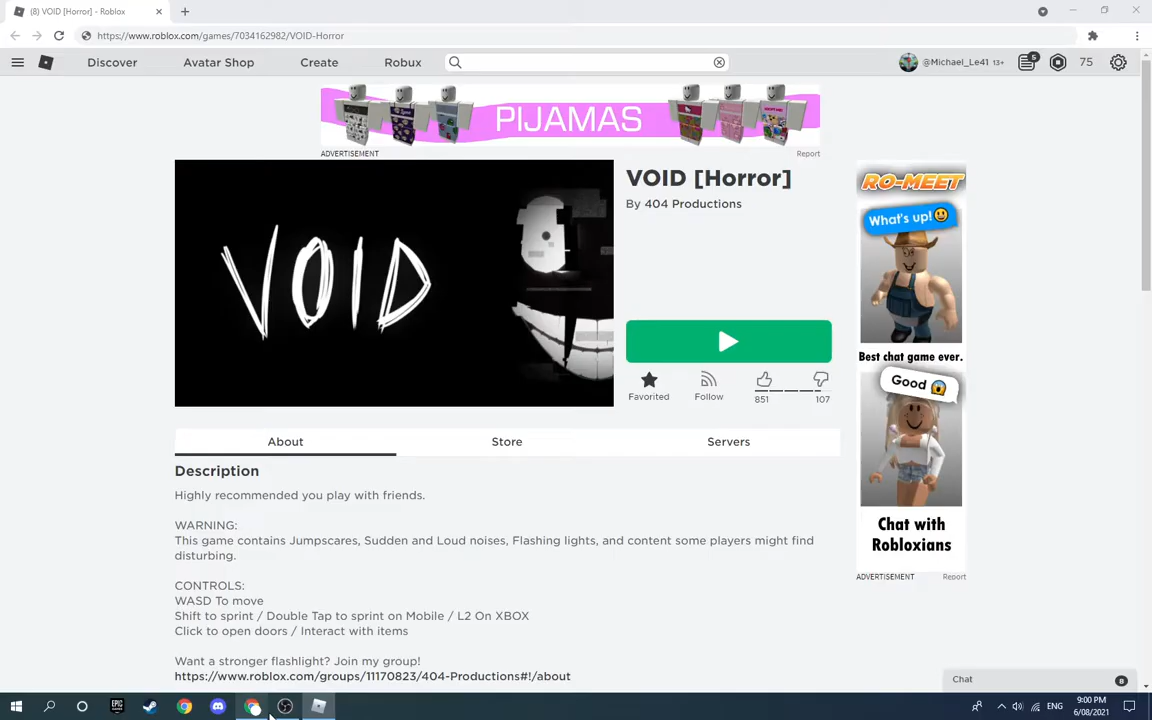 (8) VOID [Horror] - Roblox
https://www.roblox.com/games/7034162982/VOID-Horror
Discover
Avatar Shop
Create
Robux
@Michael_Le41 13+
5
75
PIJAMAS
ADVERTISEMENT
Report
VOID
VOID [Horror]
By 404 Productions
Favorited
Follow
851
107
RO-MEET
What's up!
Best chat game ever.
Good
Chat with
Robloxians
ADVERTISEMENT
Report
About
Store
Servers
Description
Highly recommended you play with friends.
WARNING:
This game contains Jumpscares, Sudden and Loud noises, Flashing lights, and content some players might find
disturbing.
CONTROLS:
WASD To move
Shift to sprint / Double Tap to sprint on Mobile / L2 On XBOX
Click to open doors / Interact with items
Want a stronger flashlight? Join my group!
https://www.roblox.com/groups/11170823/404-Productions#!/about
Chat
8
EPIC
ENG
9:00 PM
6/08/2021